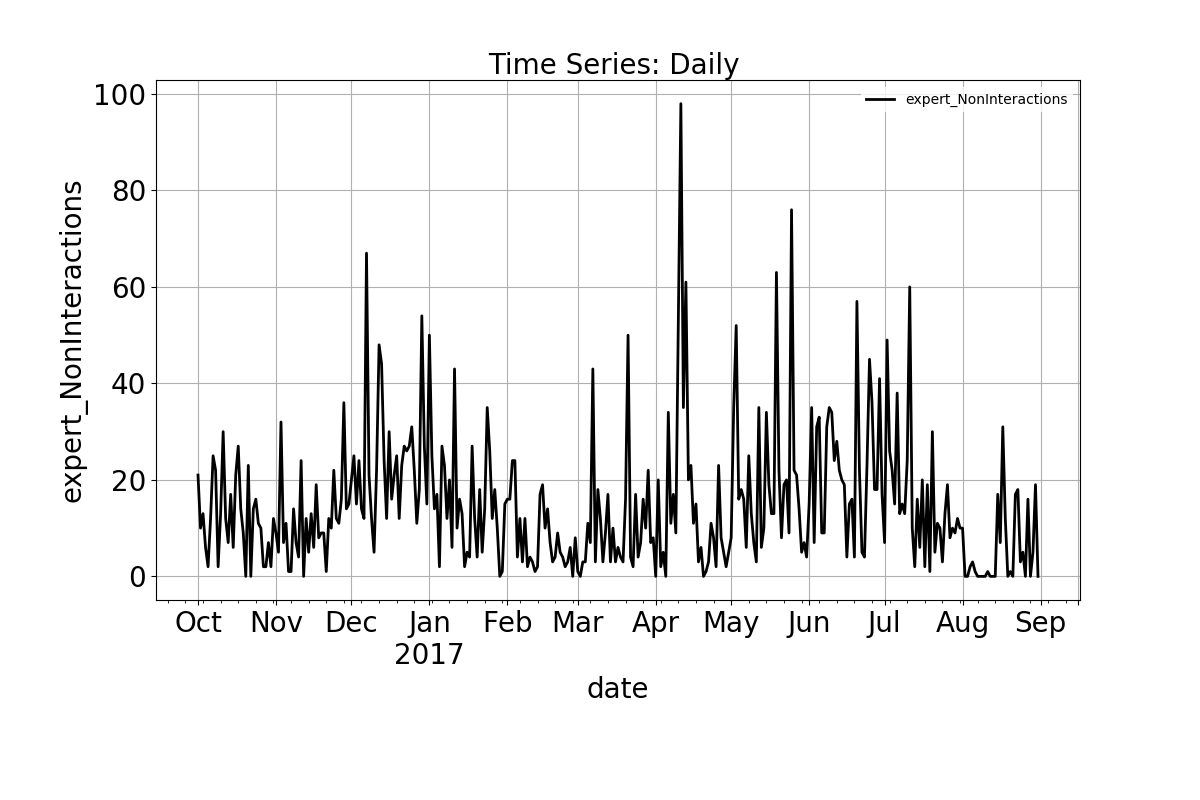 Time Series: Daily
expert_NonInteractions
100
80
60
40
20
0
expert_NonInteractions
Oct Nov Dec Jan Feb Mar Apr May Jun Jul Aug Sep
2017
date